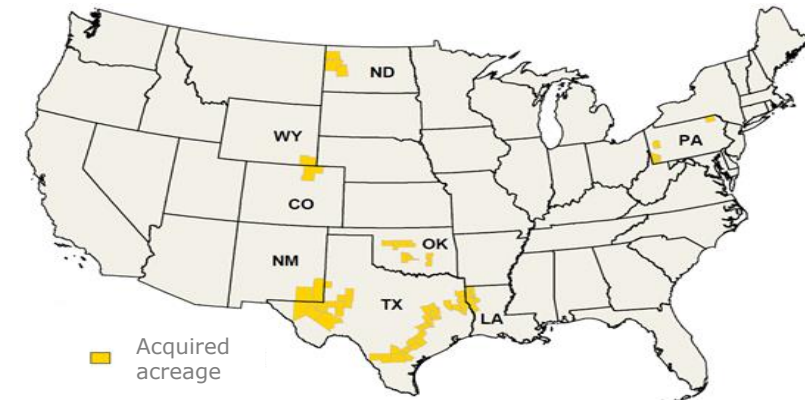 ND
WY
PA
CO
OK
NM
TX
LA
Acquired
acreage